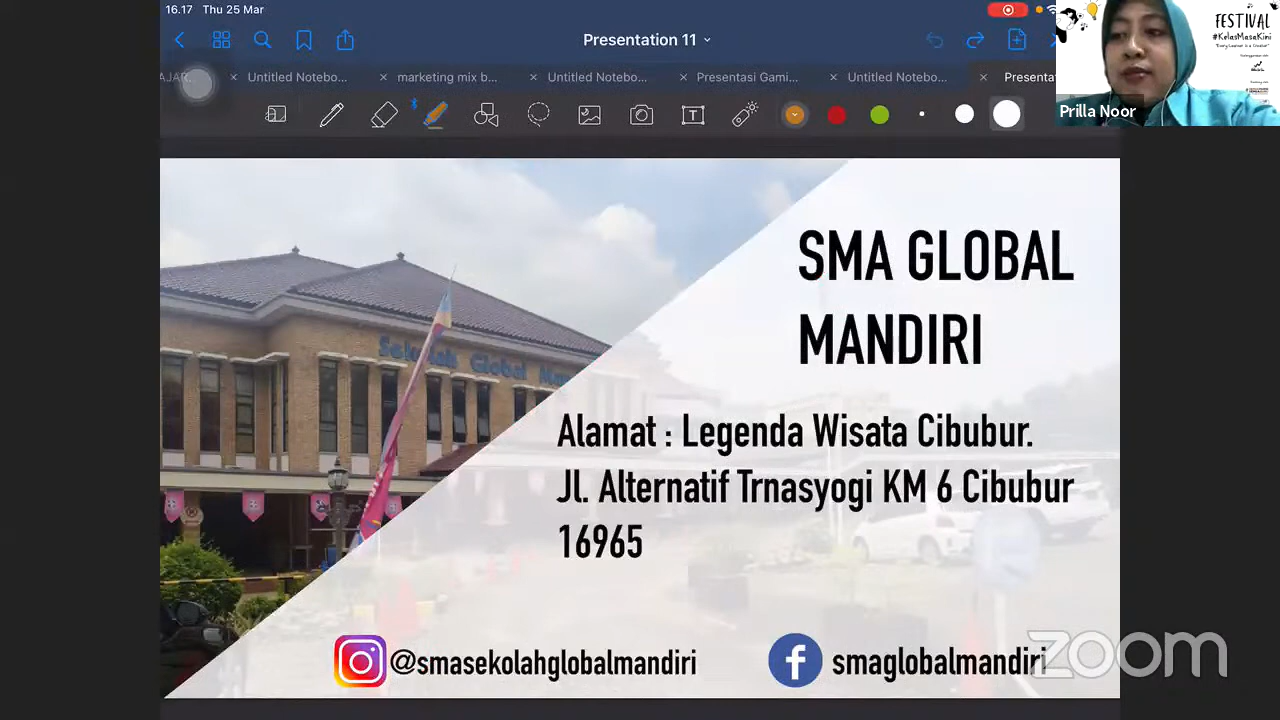 16.17 Thu 25 Mar
Presentation 11
Untitled Notebo...
marketing mix b...
Untitled Notebo...
Presentasi Gami...
Untitled Notebo...
Presenta
FESTIVAL
#KelasMasaKini
Prilla Noor
SMA GLOBAL
MANDIRI
Sekolah Global
Alamat : Legenda Wisata Cibubur.
Jl. Alternatif Trnasyogi KM 6 Cibubur
16965
@smasekolahglobalmandiri
smaglobalmandiri
zoom